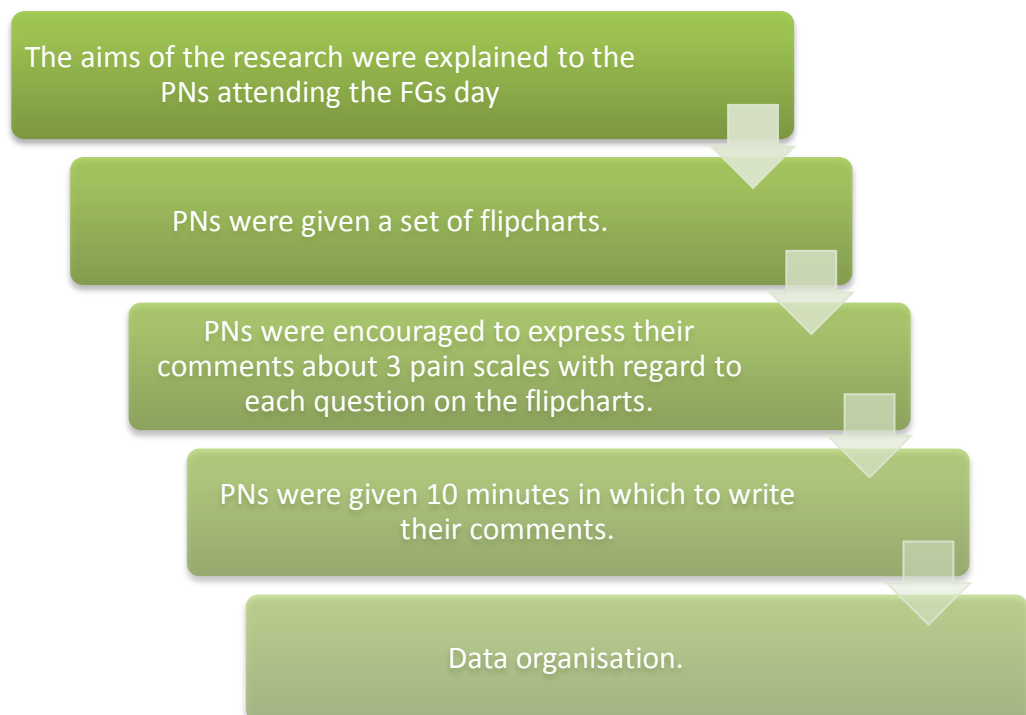 The aims of the research were explained to the
PNs attending the FGs day
PNs were given a set of flipcharts.
PNs were encouraged to express their
comments about 3 pain scales with regard to
each question on the flipcharts.
PNs were given 10 minutes in which to write
their comments.
Data organisation.